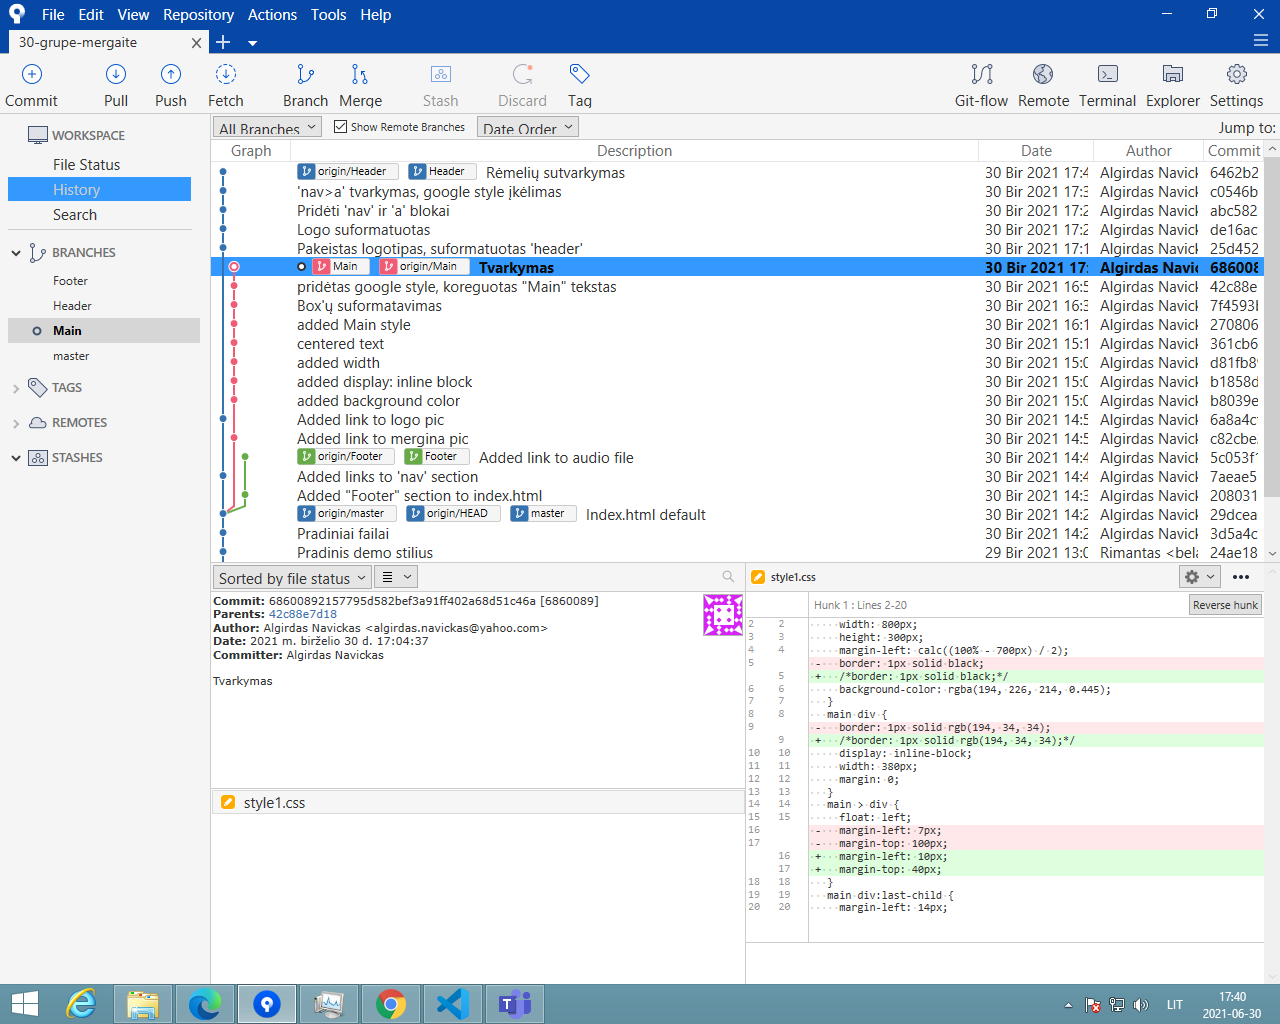 File Edit View Repository Actions Tools Help
30-grupe-mergaite
Commit Pull Push Fetch Branch Merge Stash Discard Tag Git-flow Remote Terminal Explorer Settings
WORKSPACE
File Status
History
Search
BRANCHES
Footer
Header
Main
master
TAGS
REMOTES
STASHES
All Branches Show Remote Branches Date Order Jump to:
Graph Description Date Author Commit
origin/Header Header Rėmelių sutvarkymas 30 Bir 2021 17:4 Algirdas Navick 6462b2
'nav>a' tvarkymas, google style įkėlimas 30 Bir 2021 17:3 Algirdas Navick c0546b
Pridėti 'nav' ir 'a' blokai 30 Bir 2021 17:2 Algirdas Navick abc582
Logo suformatuotas 30 Bir 2021 17:2 Algirdas Navick de16ac
Pakeistas logotipas, suformatuotas 'header' 30 Bir 2021 17:1 Algirdas Navick 25d452
Main origin/Main Tvarkymas 30 Bir 2021 17: Algirdas Navic 68600
pridėtas google style, koreguotas "Main" tekstas 30 Bir 2021 16:5 Algirdas Navick 42c88e
Box'ų suformatavimas 30 Bir 2021 16:3 Algirdas Navick 7f4593
added Main style 30 Bir 2021 16:1 Algirdas Navick 270806
centered text 30 Bir 2021 15:1 Algirdas Navick 361cb6
added width 30 Bir 2021 15:0 Algirdas Navick d81fb8
added display: inline block 30 Bir 2021 15:0 Algirdas Navick b1858d
added background color 30 Bir 2021 15:0 Algirdas Navick b8039e
Added link to logo pic 30 Bir 2021 14:5 Algirdas Navick 6a8a4c
Added link to mergina pic 30 Bir 2021 14:5 Algirdas Navick c82cbe
origin/Footer Footer Added link to audio file 30 Bir 2021 14:4 Algirdas Navick 5c053f
Added links to 'nav' section 30 Bir 2021 14:4 Algirdas Navick 7aeae5
Added "Footer" section to index.html 30 Bir 2021 14:3 Algirdas Navick 208031
origin/master origin/HEAD master Index.html default 30 Bir 2021 14:2 Algirdas Navick 29dcea
Pradiniai failai 30 Bir 2021 14:2 Algirdas Navick 3d5a4c
Pradinis demo stilius 29 Bir 2021 13:0 Rimantas <bela 24ae18
Sorted by file status
Commit: 68600892157795d582bef3a91ff402a68d51c46a [6860089]
Parents: 42c88e7d18
Author: Algirdas Navickas <algirdas.navickas@yahoo.com>
Date: 2021 m. birželio 30 d. 17:04:37
Committer: Algirdas Navickas
Tvarkymas
style1.css
style1.css
Hunk 1 : Lines 2-20 Reverse hunk
2 2 width: 800px;
3 3 height: 300px;
4 4 margin-left: calc((100% - 700px) / 2);
5 - border: 1px solid black;
5 + /*border: 1px solid black;*/
6 6 background-color: rgba(194, 226, 214, 0.445);
7 7 }
8 8 main div {
9 - border: 1px solid rgb(194, 34, 34);
9 + /*border: 1px solid rgb(194, 34, 34);*/
10 10 display: inline-block;
11 11 width: 380px;
12 12 margin: 0;
13 13 }
14 14 main > div {
15 15 float: left;
16 - margin-left: 7px;
17 - margin-top: 100px;
16 + margin-left: 10px;
17 + margin-top: 40px;
18 18 }
19 19 main div:last-child {
20 20 margin-left: 14px;
LIT
17:40
2021-06-30